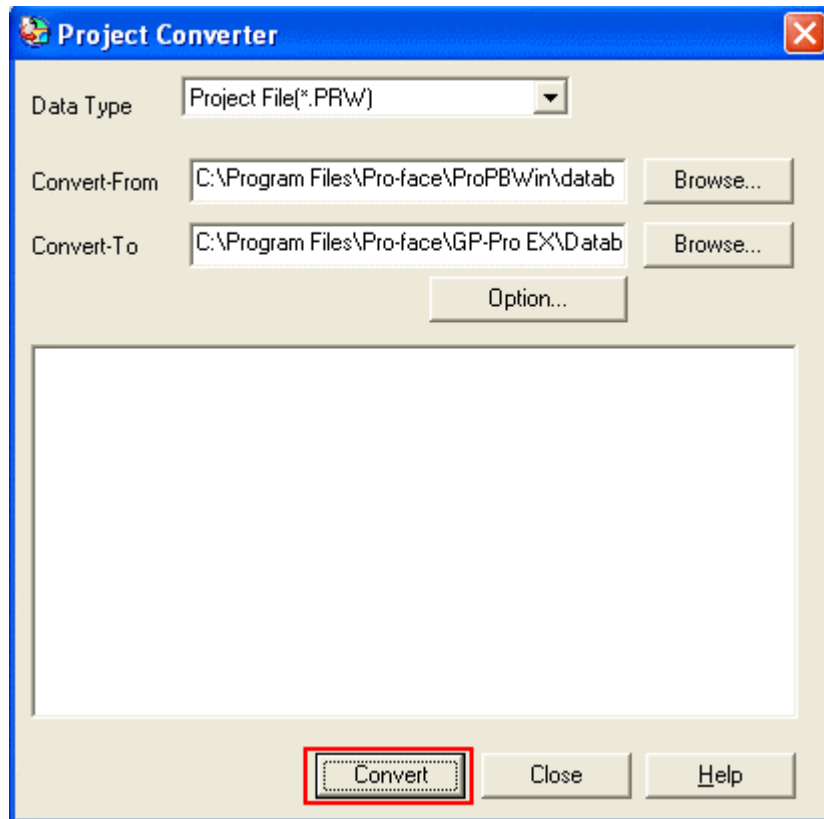 Project Converter
Data Type Project File(*.PRW)
Convert-From C:\Program Files\Pro-face\ProPBWin\datab Browse...
Convert-To C:\Program Files\Pro-face\GP-Pro EX\Datab Browse...
Option...
Convert Close Help